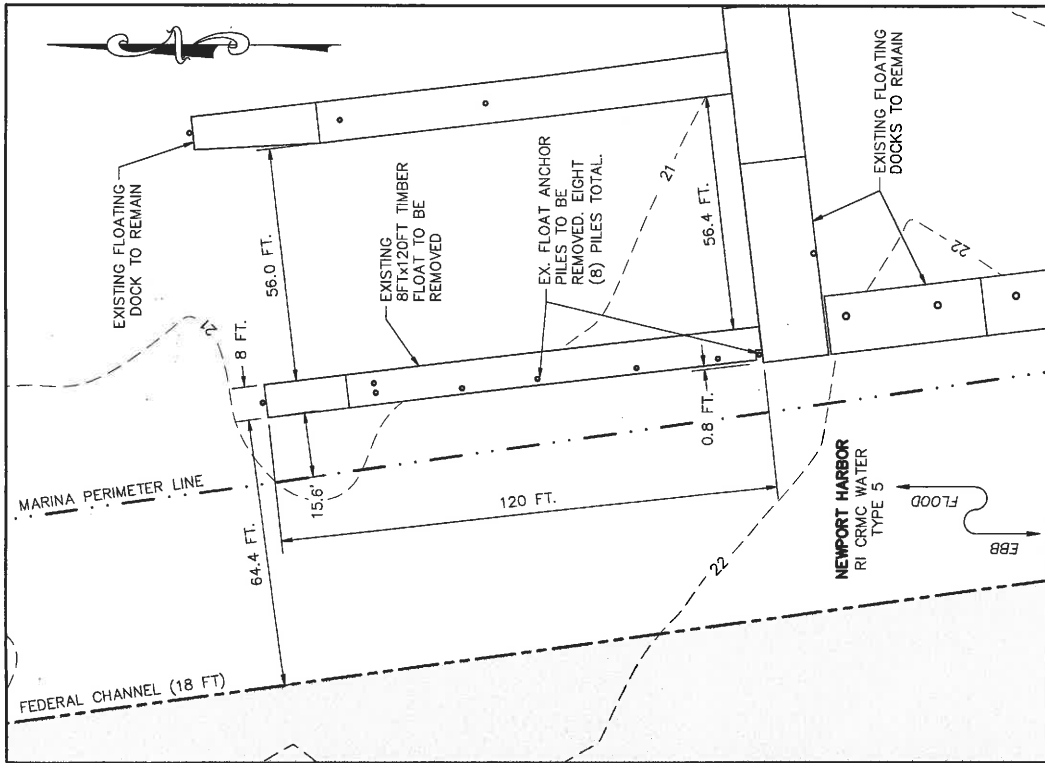 EXISTING FLOATING
DOCK TO REMAIN
21
56.0 FT.
EXISTING
8FTx120FT TIMBER
FLOAT TO BE
REMOVED
EX. FLOAT ANCHOR
PILES TO BE
REMOVED. EIGHT
(8) PILES TOTAL.
21
56.4 FT.
EXISTING FLOATING
DOCKS TO REMAIN
22
8 FT.
0.8 FT.
MARINA PERIMETER LINE
15.6'
120 FT.
64.4 FT.
22
NEWPORT HARBOR
RI CRMC WATER
TYPE 5
FLOOD
EBB
FEDERAL CHANNEL (18 FT)